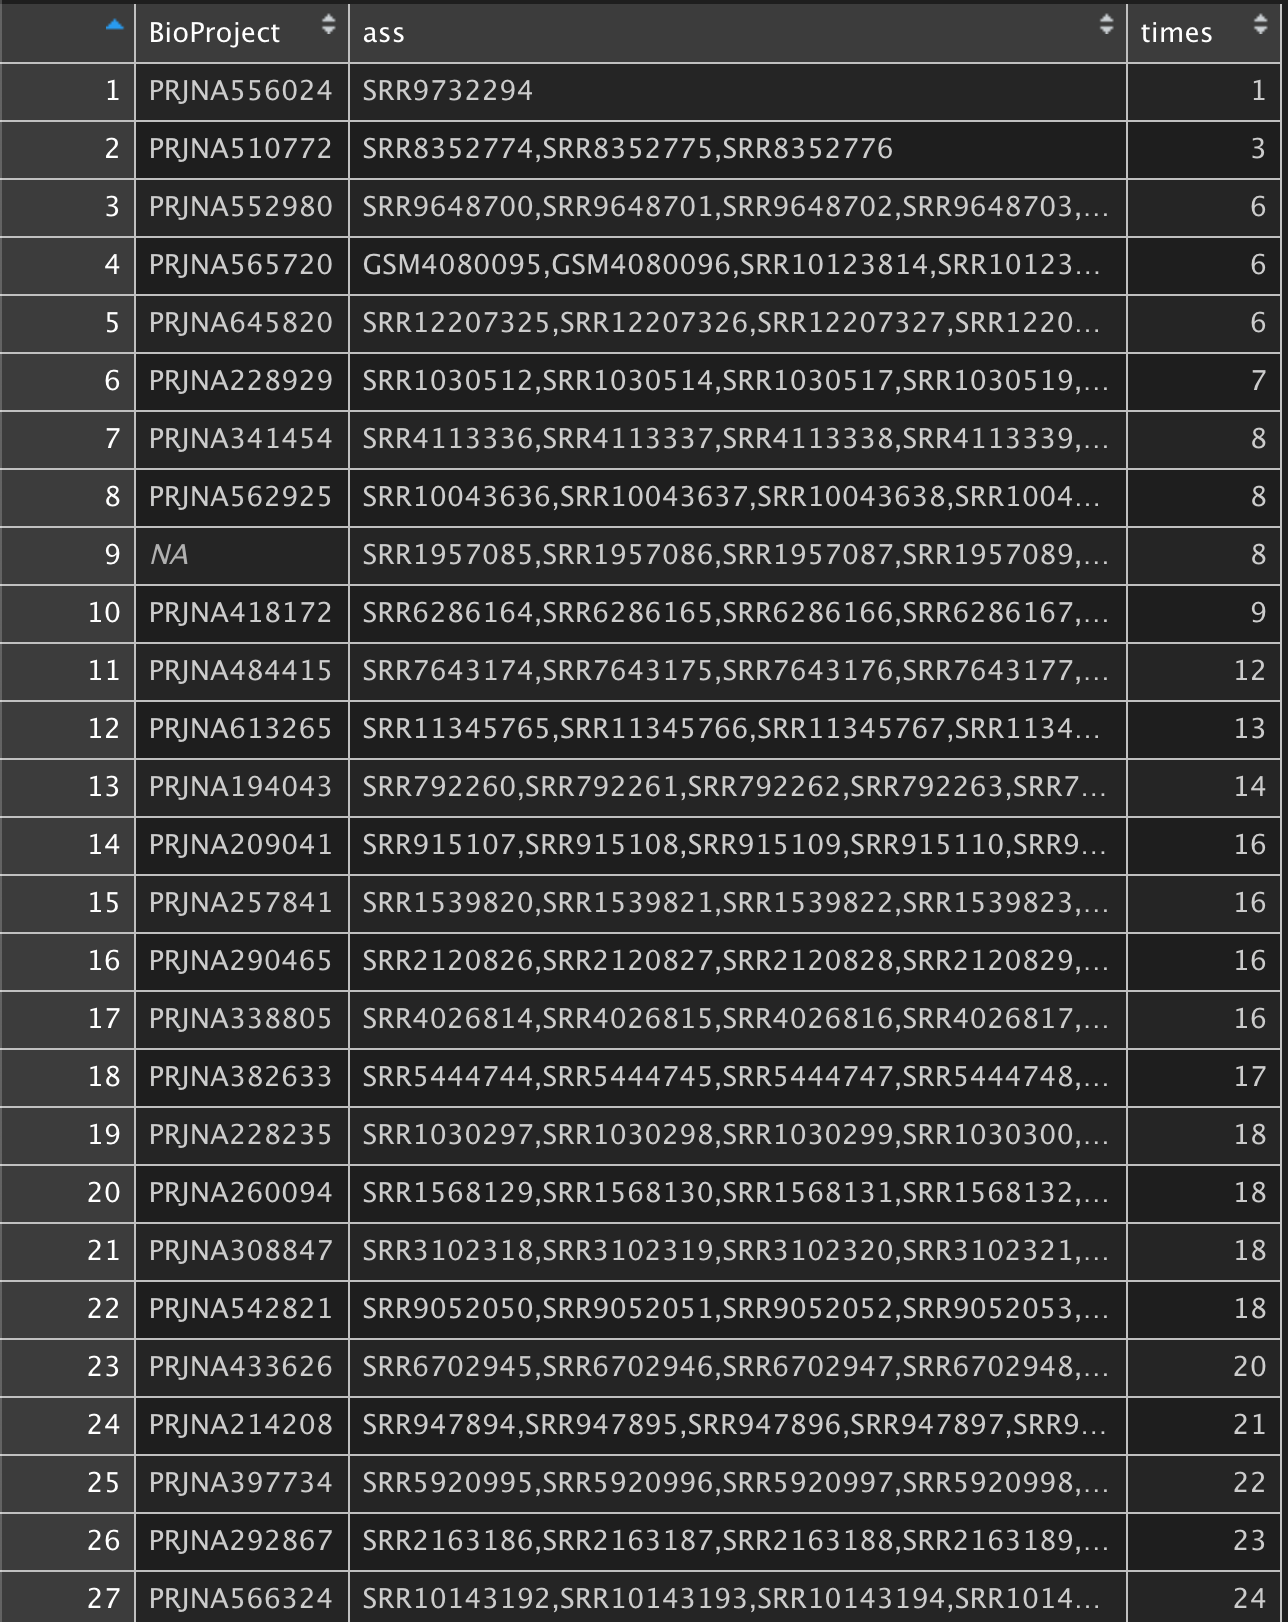 BioProject ass times
1 PRJNA556024 SRR9732294 1
2 PRJNA510772 SRR8352774,SRR8352775,SRR8352776 3
3 PRJNA552980 SRR9648700,SRR9648701,SRR9648702,SRR9648703,... 6
4 PRJNA565720 GSM4080095,GSM4080096,SRR10123814,SRR10123... 6
5 PRJNA645820 SRR12207325,SRR12207326,SRR12207327,SRR1220... 6
6 PRJNA228929 SRR1030512,SRR1030514,SRR1030517,SRR1030519,... 7
7 PRJNA341454 SRR4113336,SRR4113337,SRR4113338,SRR4113339,... 8
8 PRJNA562925 SRR10043636,SRR10043637,SRR10043638,SRR1004... 8
9 NA SRR1957085,SRR1957086,SRR1957087,SRR1957089,... 8
10 PRJNA418172 SRR6286164,SRR6286165,SRR6286166,SRR6286167,... 9
11 PRJNA484415 SRR7643174,SRR7643175,SRR7643176,SRR7643177,... 12
12 PRJNA613265 SRR11345765,SRR11345766,SRR11345767,SRR1134... 13
13 PRJNA194043 SRR792260,SRR792261,SRR792262,SRR792263,SRR7... 14
14 PRJNA209041 SRR915107,SRR915108,SRR915109,SRR915110,SRR9... 16
15 PRJNA257841 SRR1539820,SRR1539821,SRR1539822,SRR1539823,... 16
16 PRJNA290465 SRR2120826,SRR2120827,SRR2120828,SRR2120829,... 16
17 PRJNA338805 SRR4026814,SRR4026815,SRR4026816,SRR4026817,... 16
18 PRJNA382633 SRR5444744,SRR5444745,SRR5444747,SRR5444748,... 17
19 PRJNA228235 SRR1030297,SRR1030298,SRR1030299,SRR1030300,... 18
20 PRJNA260094 SRR1568129,SRR1568130,SRR1568131,SRR1568132,... 18
21 PRJNA308847 SRR3102318,SRR3102319,SRR3102320,SRR3102321,... 18
22 PRJNA542821 SRR9052050,SRR9052051,SRR9052052,SRR9052053,... 18
23 PRJNA433626 SRR6702945,SRR6702946,SRR6702947,SRR6702948,... 20
24 PRJNA214208 SRR947894,SRR947895,SRR947896,SRR947897,SRR9... 21
25 PRJNA397734 SRR5920995,SRR5920996,SRR5920997,SRR5920998,... 22
26 PRJNA292867 SRR2163186,SRR2163187,SRR2163188,SRR2163189,... 23
27 PRJNA566324 SRR10143192,SRR10143193,SRR10143194,SRR1014... 24